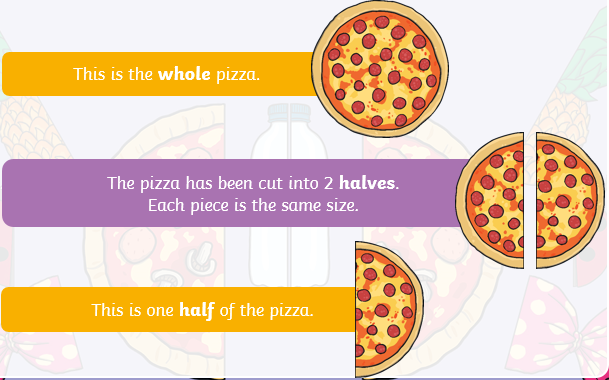 This is the whole pizza.
The pizza has been cut into 2 halves.
Each piece is the same size.
This is one half of the pizza.